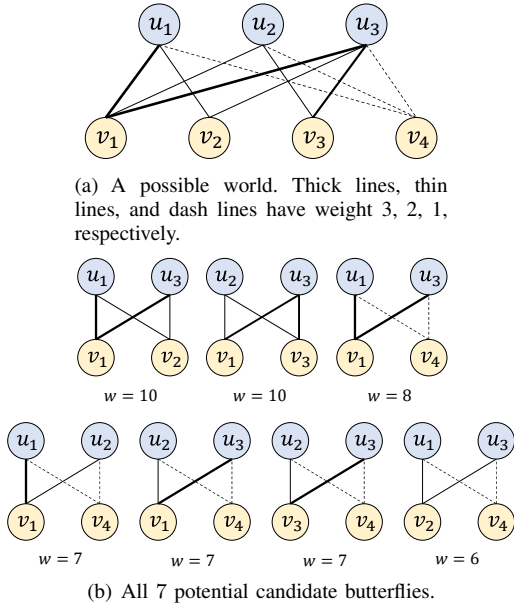 u1 u2 u3
v1 v2 v3 v4
(a) A possible world. Thick lines, thin
lines, and dash lines have weight 3, 2, 1,
respectively.
u1 u3 u2 u3 u1 u3
v1 v2 v1 v3 v1 v4
w = 10 w = 10 w = 8
u1 u2 u2 u3 u2 u3 u1 u3
v1 v4 v1 v4 v3 v4 v2 v4
w = 7 w = 7 w = 7 w = 6
(b) All 7 potential candidate butterflies.